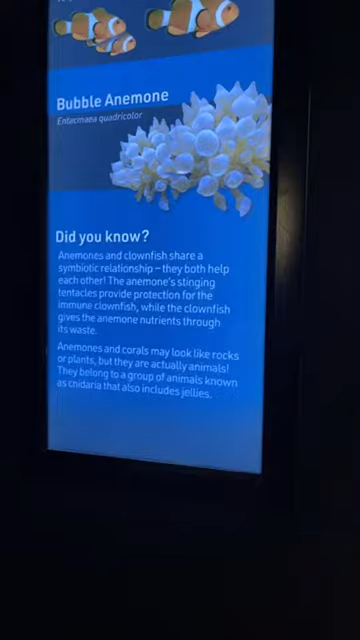 Bubble Anemone
Entacmaea quadricolor
Did you know?
Anemones and clownfish share a
symbiotic relationship – they both help
each other! The anemone's stinging
tentacles provide protection for the
immune clownfish, while the clownfish
gives the anemone nutrients through
its waste.
Anemones and corals may look like rocks
or plants, but they are actually animals!
They belong to a group of animals known
as cnidaria that also includes jellies.